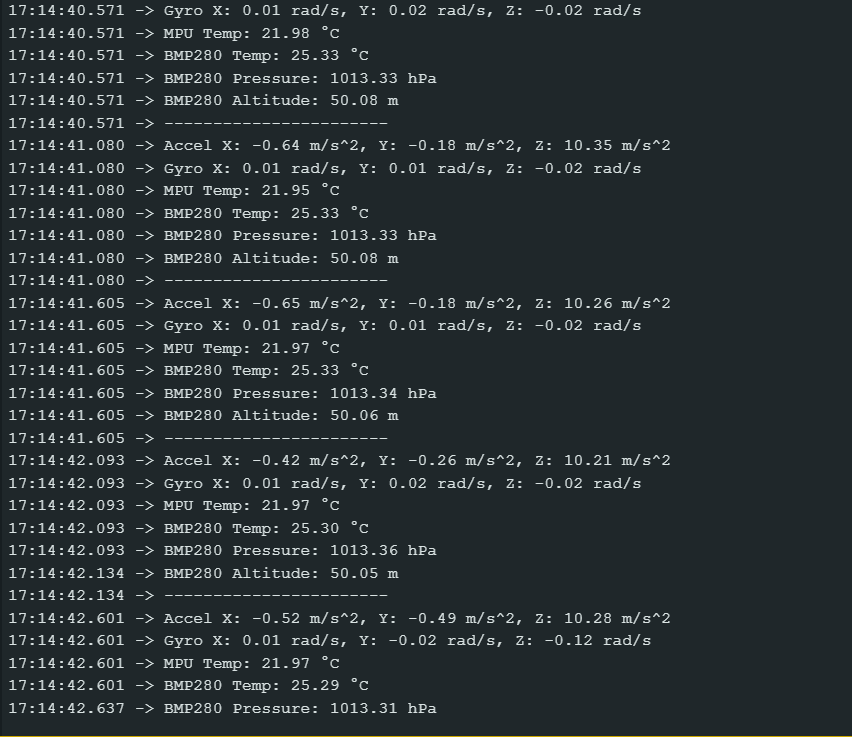 17:14:40.571 -> Gyro X: 0.01 rad/s, Y: 0.02 rad/s, Z: -0.02 rad/s
17:14:40.571 -> MPU Temp: 21.98 °C
17:14:40.571 -> BMP280 Temp: 25.33 °C
17:14:40.571 -> BMP280 Pressure: 1013.33 hPa
17:14:40.571 -> BMP280 Altitude: 50.08 m
17:14:40.571 -> -----------------------
17:14:41.080 -> Accel X: -0.64 m/s^2, Y: -0.18 m/s^2, Z: 10.35 m/s^2
17:14:41.080 -> Gyro X: 0.01 rad/s, Y: 0.01 rad/s, Z: -0.02 rad/s
17:14:41.080 -> MPU Temp: 21.95 °C
17:14:41.080 -> BMP280 Temp: 25.33 °C
17:14:41.080 -> BMP280 Pressure: 1013.33 hPa
17:14:41.080 -> BMP280 Altitude: 50.08 m
17:14:41.080 -> -----------------------
17:14:41.605 -> Accel X: -0.65 m/s^2, Y: -0.18 m/s^2, Z: 10.26 m/s^2
17:14:41.605 -> Gyro X: 0.01 rad/s, Y: 0.01 rad/s, Z: -0.02 rad/s
17:14:41.605 -> MPU Temp: 21.97 °C
17:14:41.605 -> BMP280 Temp: 25.33 °C
17:14:41.605 -> BMP280 Pressure: 1013.34 hPa
17:14:41.605 -> BMP280 Altitude: 50.06 m
17:14:41.605 -> -----------------------
17:14:42.093 -> Accel X: -0.42 m/s^2, Y: -0.26 m/s^2, Z: 10.21 m/s^2
17:14:42.093 -> Gyro X: 0.01 rad/s, Y: 0.02 rad/s, Z: -0.02 rad/s
17:14:42.093 -> MPU Temp: 21.97 °C
17:14:42.093 -> BMP280 Temp: 25.30 °C
17:14:42.093 -> BMP280 Pressure: 1013.36 hPa
17:14:42.134 -> BMP280 Altitude: 50.05 m
17:14:42.134 -> -----------------------
17:14:42.601 -> Accel X: -0.52 m/s^2, Y: -0.49 m/s^2, Z: 10.28 m/s^2
17:14:42.601 -> Gyro X: 0.01 rad/s, Y: -0.02 rad/s, Z: -0.12 rad/s
17:14:42.601 -> MPU Temp: 21.97 °C
17:14:42.601 -> BMP280 Temp: 25.29 °C
17:14:42.637 -> BMP280 Pressure: 1013.31 hPa